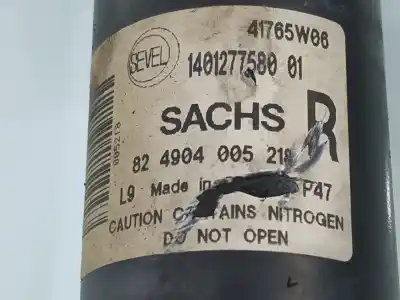 41765W06
SEVEL
1401277580 01
SACHS R
82 4904 005 218
L9 Made in P47
CAUTION CONTAINS NITROGEN
DO NOT OPEN
005218